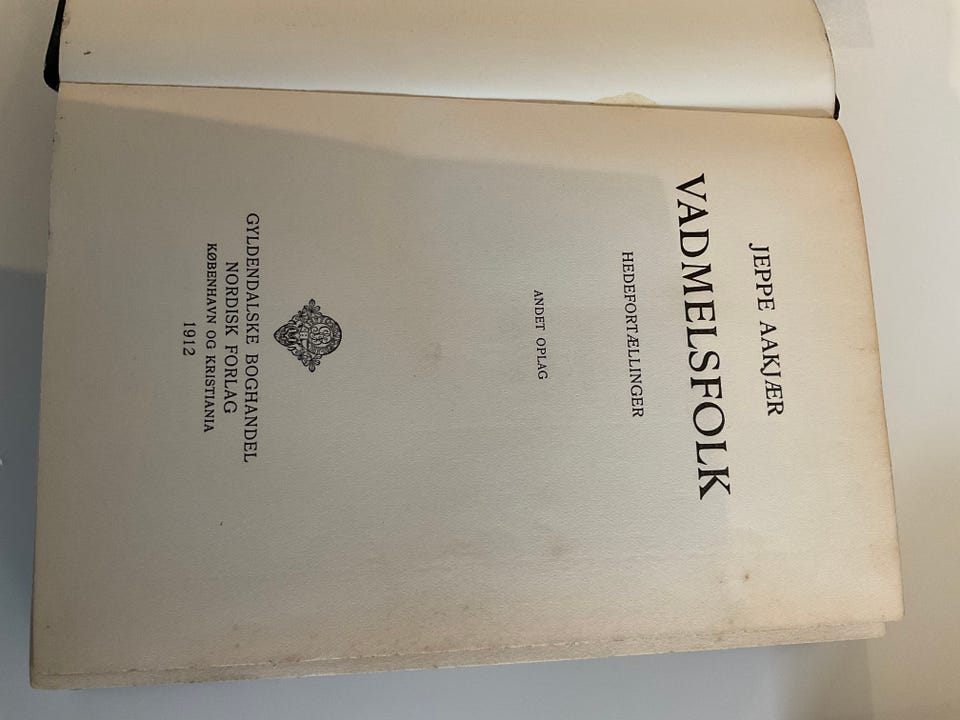 JEPPE AAKJÆR
VADMELSFOLK
HEDEFORTÆLLINGER
ANDET OPLAG
GYLDENDALSKE BOGHANDEL
NORDISK FORLAG
KØBENHAVN OG KRISTIANIA
1912